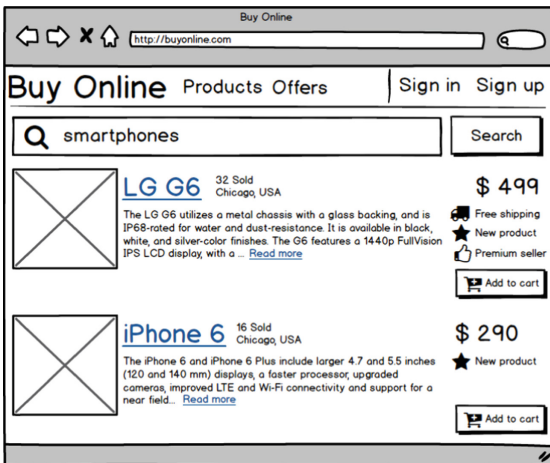 Buy Online
http://buyonline.com
Buy Online Products Offers Sign in Sign up
smartphones Search
LG G6 32 Sold
Chicago, USA
$ 499
The LG G6 utilizes a metal chassis with a glass backing, and is
IP68-rated for water and dust-resistance. It is available in black,
white, and silver-color finishes. The G6 features a 1440p FullVision
IPS LCD display, with a ... Read more
Free shipping
New product
Premium seller
Add to cart
iPhone 6 16 Sold
Chicago, USA
$ 290
The iPhone 6 and iPhone 6 Plus include larger 4.7 and 5.5 inches
(120 and 140 mm) displays, a faster processor, upgraded
cameras, improved LTE and Wi-Fi connectivity and support for a
near field... Read more
New product
Add to cart